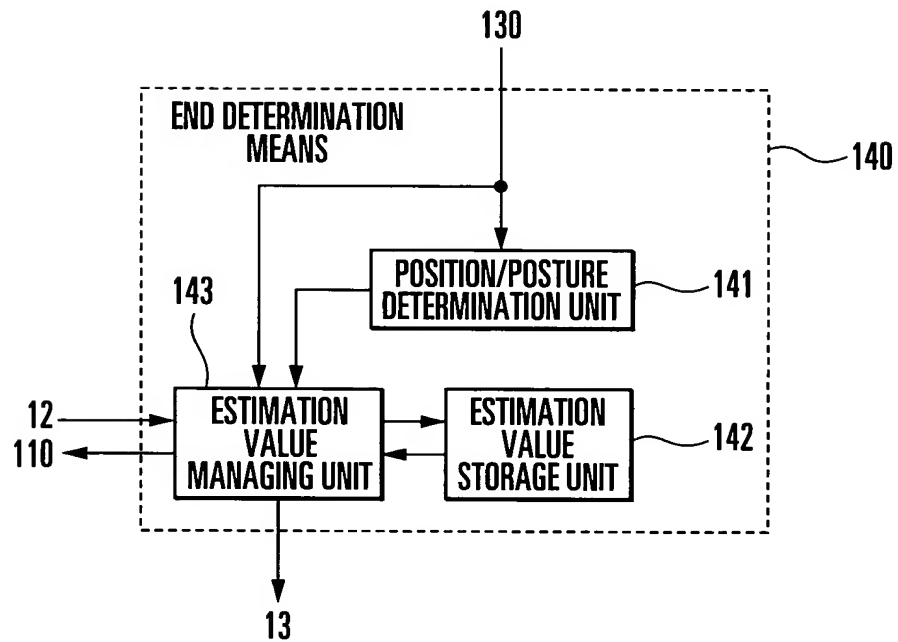 130
END DETERMINATION
MEANS
140
POSITION/POSTURE
DETERMINATION UNIT
141
143
12
110
ESTIMATION
VALUE
MANAGING UNIT
ESTIMATION
VALUE
STORAGE UNIT
142
13